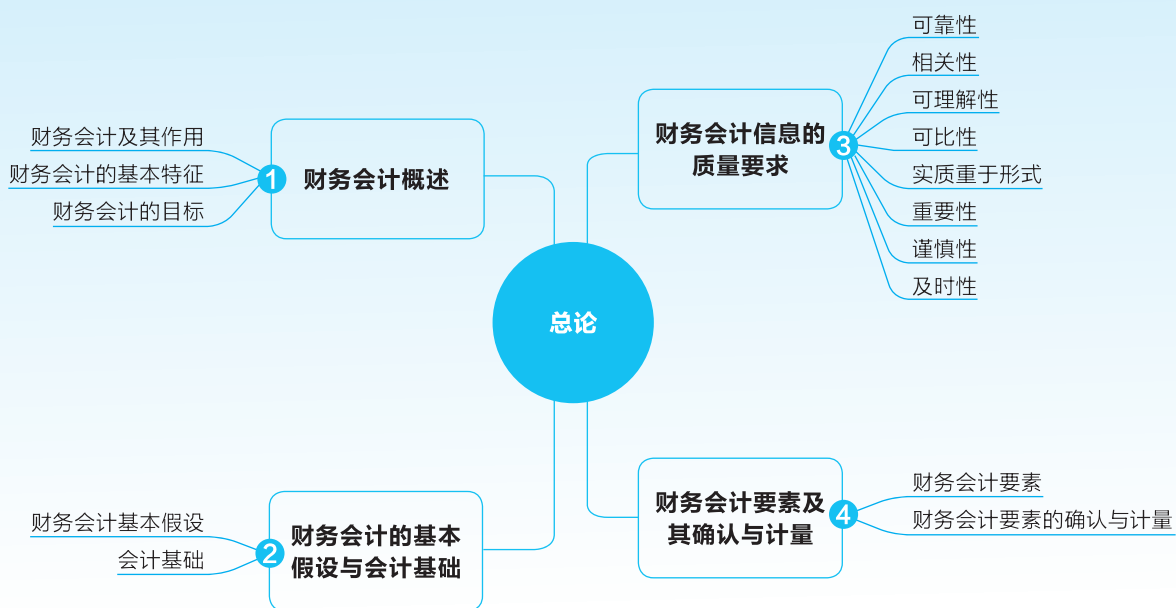 总论
1
财务会计概述
财务会计及其作用
财务会计的基本特征
财务会计的目标
2
财务会计的基本
假设与会计基础
财务会计基本假设
会计基础
3
财务会计信息的
质量要求
可靠性
相关性
可理解性
可比性
实质重于形式
重要性
谨慎性
及时性
4
财务会计要素及
其确认与计量
财务会计要素
财务会计要素的确认与计量